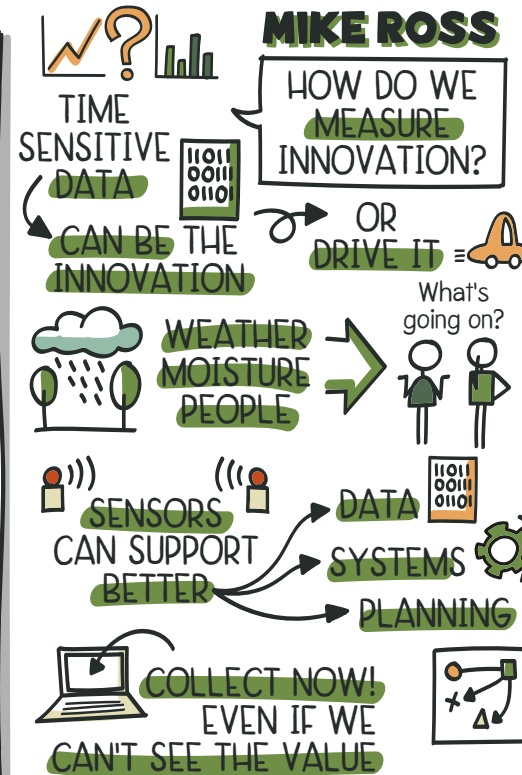 MIKE ROSS
HOW DO WE
MEASURE
INNOVATION?
TIME
SENSITIVE
DATA
CAN BE THE
INNOVATION
OR
DRIVE IT
What's
going on?
WEATHER
MOISTURE
PEOPLE
SENSORS
CAN SUPPORT
BETTER
DATA
SYSTEMS
PLANNING
COLLECT NOW!
EVEN IF WE
CAN'T SEE THE VALUE